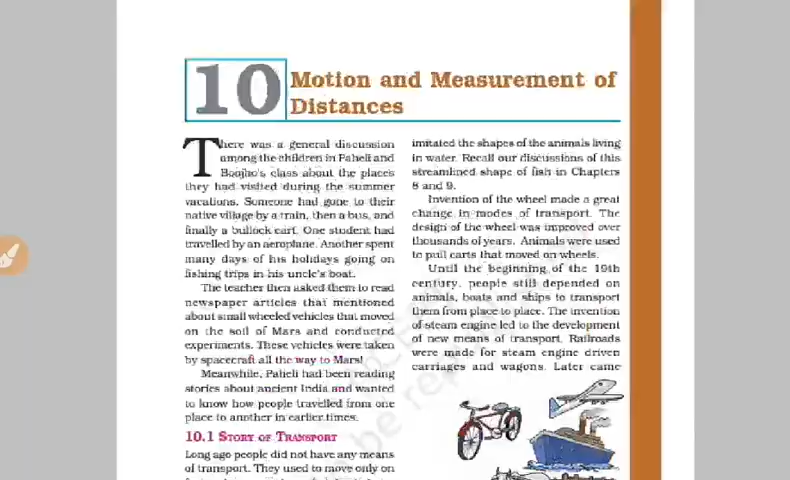 10
Motion and Measurement of
Distances
There was a general discussion
among the children in Paheli and
Boojho's class about the places
they had visited during the summer
vacations. Someone had gone to their
native village by a train, then a bus, and
finally a bullock cart. One student had
travelled by an aeroplane. Another spent
many days of his holidays going on
fishing trips in his uncle's boat.
The teacher then asked them to read
newspaper articles that mentioned
about small wheeled vehicles that moved
on the soil of Mars and conducted
experiments. These vehicles were taken
by spacecraft all the way to Mars!
Meanwhile, Paheli had been reading
stories about ancient India and wanted
to know how people travelled from one
place to another in earlier times.
10.1 STORY OF TRANSPORT
Long ago people did not have any means
of transport. They used to move only on
imitated the shapes of the animals living
in water. Recall our discussions of this
streamlined shape of fish in Chapters
8 and 9.
Invention of the wheel made a great
change in modes of transport. The
design of the wheel was improved over
thousands of years. Animals were used
to pull carts that moved on wheels.
Until the beginning of the 19th
century, people still depended on
animals, boats and ships to transport
them from place to place. The invention
of steam engine led to the development
of new means of transport. Railroads
were made for steam engine driven
carriages and wagons. Later came